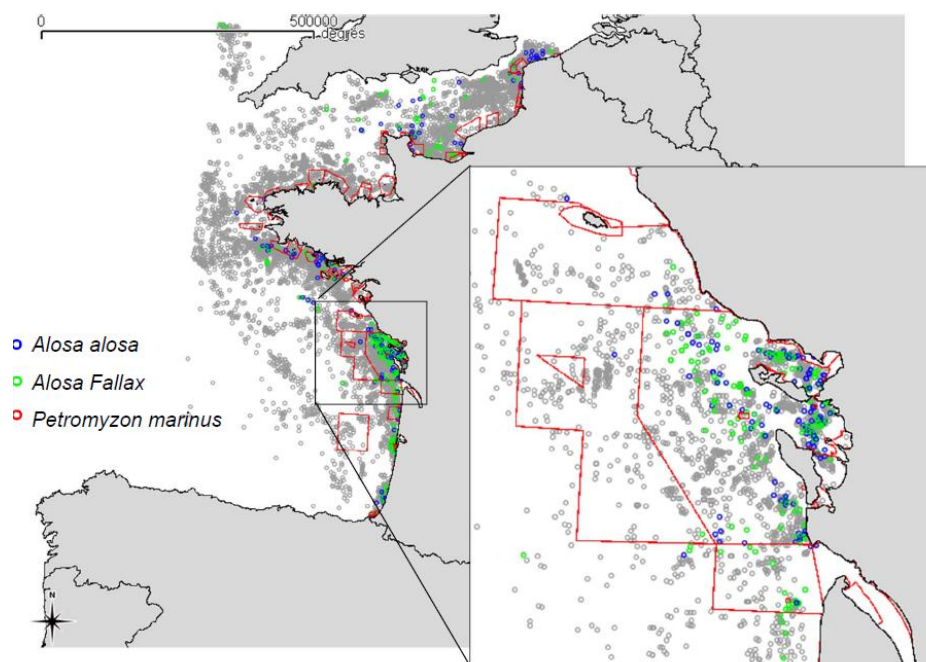 0 500000
degrés
Alosa alosa
Alosa Fallax
Petromyzon marinus
N